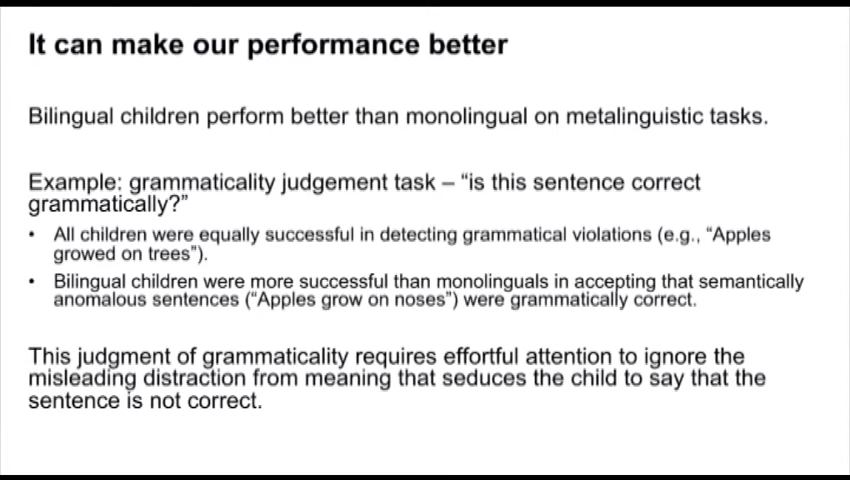 It can make our performance better
Bilingual children perform better than monolingual on metalinguistic tasks.
Example: grammaticality judgement task – “is this sentence correct
grammatically?”
• All children were equally successful in detecting grammatical violations (e.g., “Apples
growed on trees”).
• Bilingual children were more successful than monolinguals in accepting that semantically
anomalous sentences (“Apples grow on noses”) were grammatically correct.
This judgment of grammaticality requires effortful attention to ignore the
misleading distraction from meaning that seduces the child to say that the
sentence is not correct.